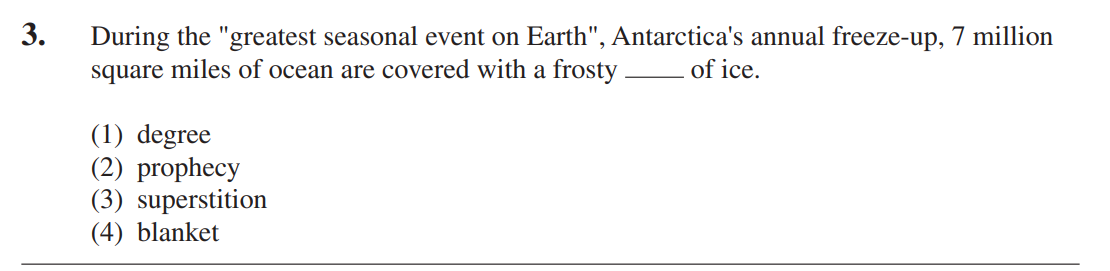 3. During the "greatest seasonal event on Earth", Antarctica's annual freeze-up, 7 million
square miles of ocean are covered with a frosty ____ of ice.
(1) degree
(2) prophecy
(3) superstition
(4) blanket